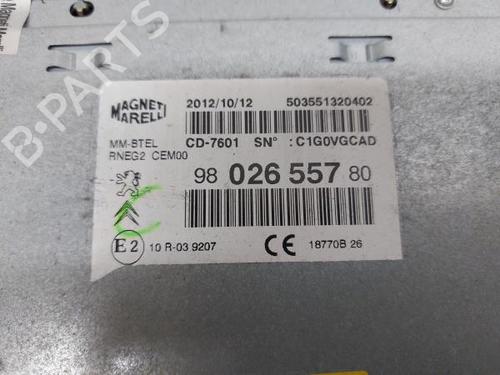 MAGNETI MARELLI
2012/10/12 503551320402
MM-BTEL CD-7601 SN° : C1G0VGCAD
RNEG2 CEM00
98 026 557 80
E2 10 R-03 9207 CE 18770B 26
B-PARTS